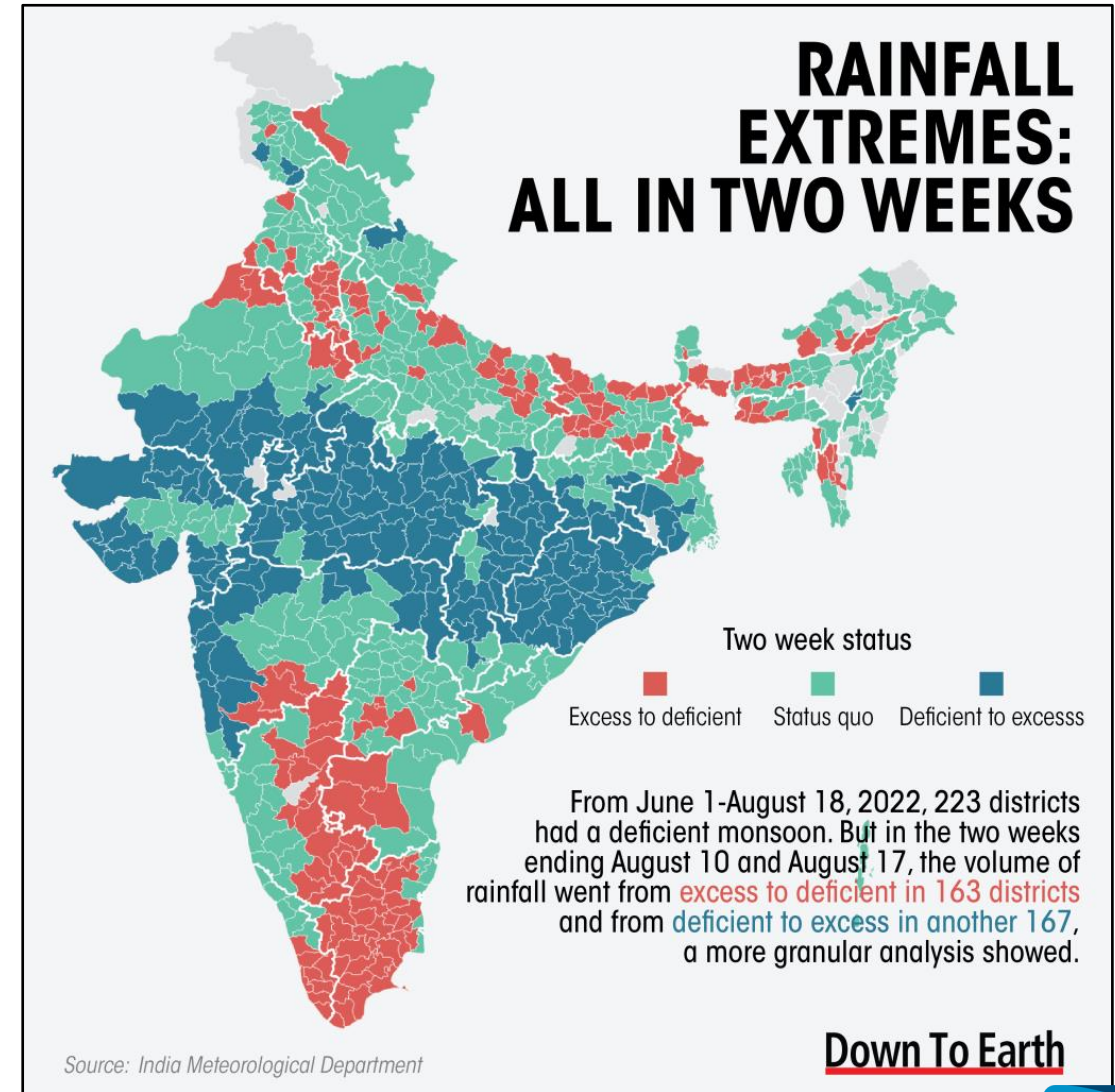 RAINFALL
EXTREMES:
ALL IN TWO WEEKS
Two week status
Excess to deficient
Status quo
Deficient to excesss
From June 1-August 18, 2022, 223 districts
had a deficient monsoon. But in the two weeks
ending August 10 and August 17, the volume of
rainfall went from excess to deficient in 163 districts
and from deficient to excess in another 167,
a more granular analysis showed.
Source: India Meteorological Department
Down To Earth